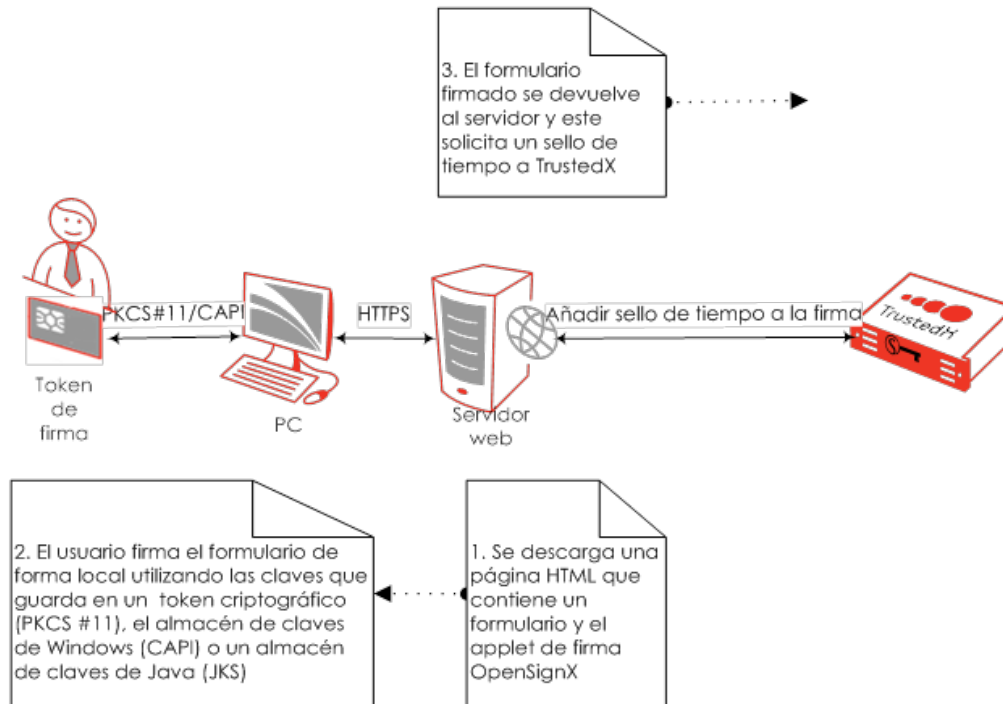 3. El formulario
firmado se devuelve
al servidor y este
solicita un sello de
tiempo a TrustedX
PKCS#11/CAPI
HTTPS
Añadir sello de tiempo a la firma
TrustedX
Token
de
firma
PC
Servidor
web
2. El usuario firma el formulario de
forma local utilizando las claves que
guarda en un token criptográfico
(PKCS #11), el almacén de claves
de Windows (CAPI) o un almacén
de claves de Java (JKS)
1. Se descarga una
página HTML que
contiene un
formulario y el
applet de firma
OpenSignX